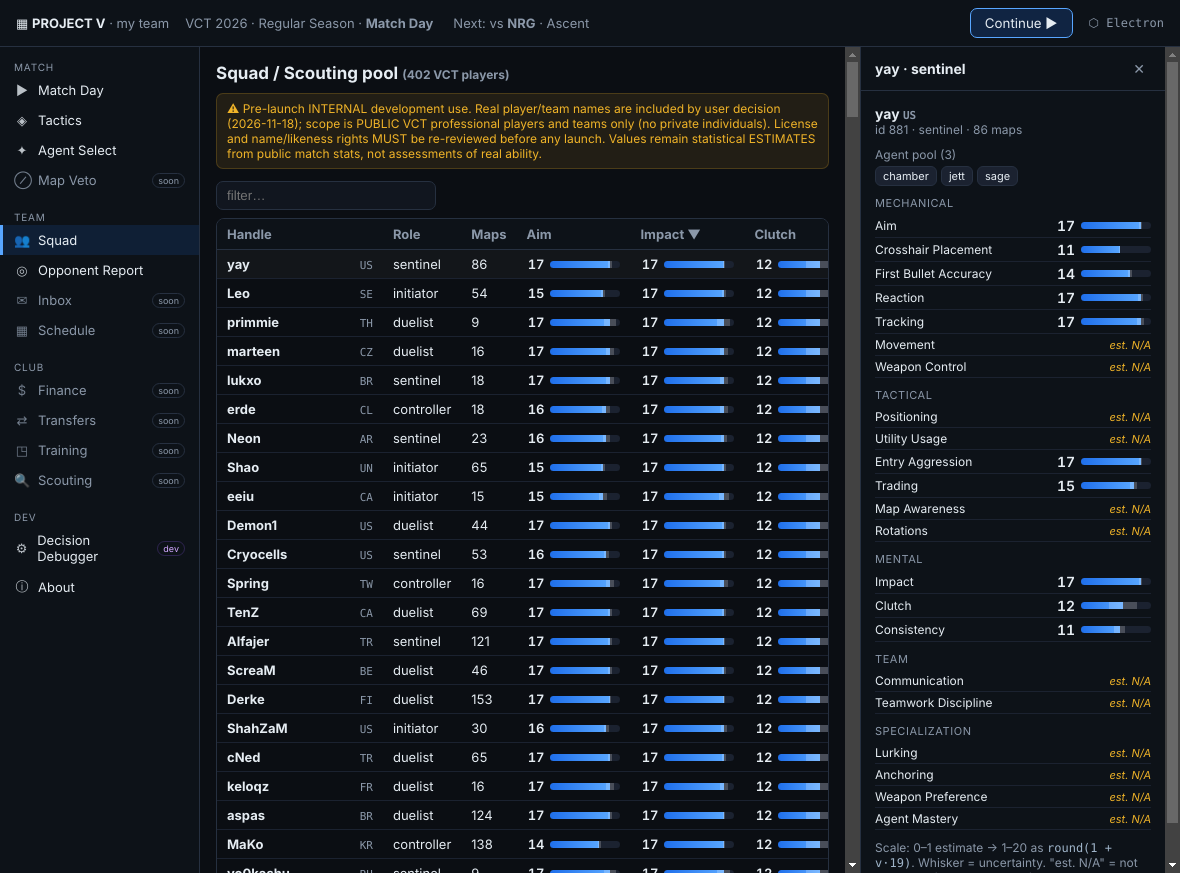 PROJECT V · my team VCT 2026 · Regular Season · Match Day Next: vs NRG · Ascent Continue ▶ Electron
MATCH
Match Day
Tactics
Agent Select
Map Veto soon
TEAM
Squad
Opponent Report
Inbox soon
Schedule soon
CLUB
Finance soon
Transfers soon
Training soon
Scouting soon
DEV
Decision Debugger dev
About
Squad / Scouting pool (402 VCT players)
⚠ Pre-launch INTERNAL development use. Real player/team names are included by user decision
(2026-11-18); scope is PUBLIC VCT professional players and teams only (no private individuals). License
and name/likeness rights MUST be re-reviewed before any launch. Values remain statistical ESTIMATES
from public match stats, not assessments of real ability.
filter…
Handle Role Maps Aim Impact ▼ Clutch
yay US sentinel 86 17 17 12
Leo SE initiator 54 15 17 12
primmie TH duelist 9 17 17 12
marteen CZ duelist 16 17 17 12
lukxo BR sentinel 18 17 17 12
erde CL controller 18 16 17 12
Neon AR sentinel 23 16 17 12
Shao UN initiator 65 15 17 12
eeiu CA initiator 15 15 17 12
Demon1 US duelist 44 17 17 12
Cryocells US sentinel 53 16 17 12
Spring TW controller 16 17 17 12
TenZ CA duelist 69 17 17 12
Alfajer TR sentinel 121 17 17 12
ScreaM BE duelist 46 17 17 12
Derke FI duelist 153 17 17 12
ShahZaM US initiator 30 16 17 12
cNed TR duelist 65 17 17 12
keloqz FR duelist 16 17 17 12
aspas BR duelist 124 17 17 12
MaKo KR controller 138 14 17 12
yay · sentinel ✕
yay US
id 881 · sentinel · 86 maps
Agent pool (3)
chamber jett sage
MECHANICAL
Aim 17
Crosshair Placement 11
First Bullet Accuracy 14
Reaction 17
Tracking 17
Movement est. N/A
Weapon Control est. N/A
TACTICAL
Positioning est. N/A
Utility Usage est. N/A
Entry Aggression 17
Trading 15
Map Awareness est. N/A
Rotations est. N/A
MENTAL
Impact 17
Clutch 12
Consistency 11
TEAM
Communication est. N/A
Teamwork Discipline est. N/A
SPECIALIZATION
Lurking est. N/A
Anchoring est. N/A
Weapon Preference est. N/A
Agent Mastery est. N/A
Scale: 0–1 estimate → 1–20 as round(1 +
v·19). Whisker = uncertainty. "est. N/A" = not